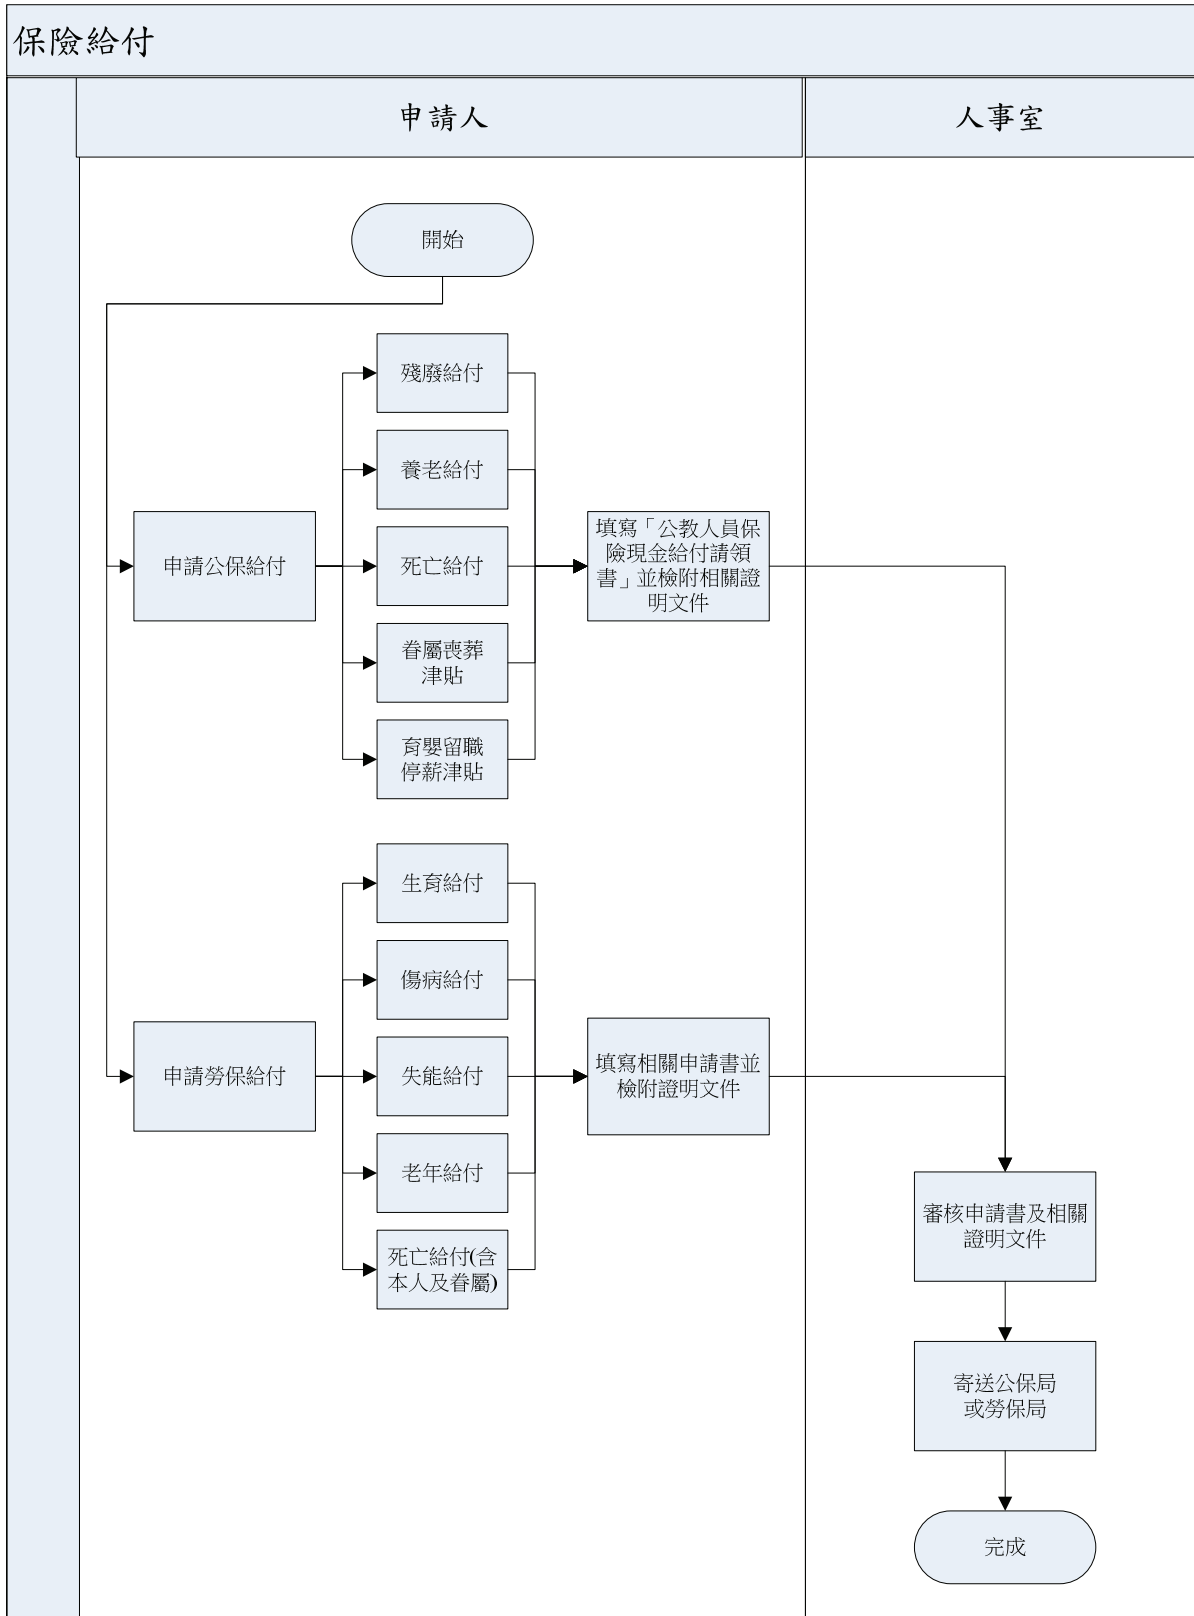 保險給付
申請人
人事室
開始
殘廢給付
養老給付
申請公保給付
死亡給付
眷屬喪葬
津貼
育嬰留職
停薪津貼
填寫「公教人員保
險現金給付請領
書」並檢附相關證
明文件
生育給付
傷病給付
申請勞保給付
失能給付
老年給付
死亡給付(含
本人及眷屬)
填寫相關申請書並
檢附證明文件
審核申請書及相關
證明文件
寄送公保局
或勞保局
完成